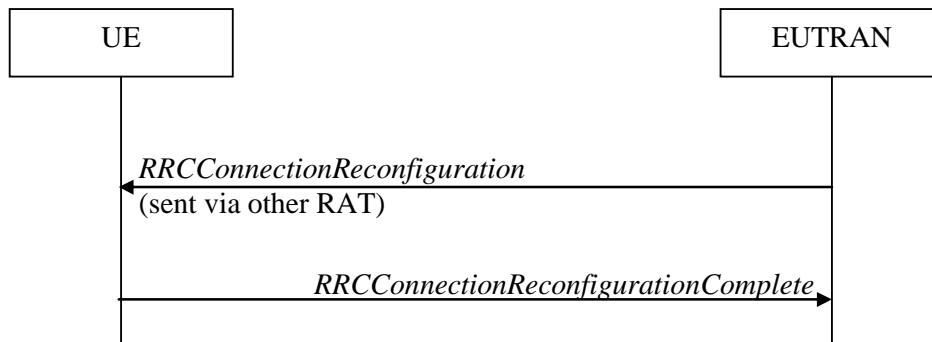 UE
EUTRAN
RRCConnectionReconfiguration
(sent via other RAT)
RRCConnectionReconfigurationComplete